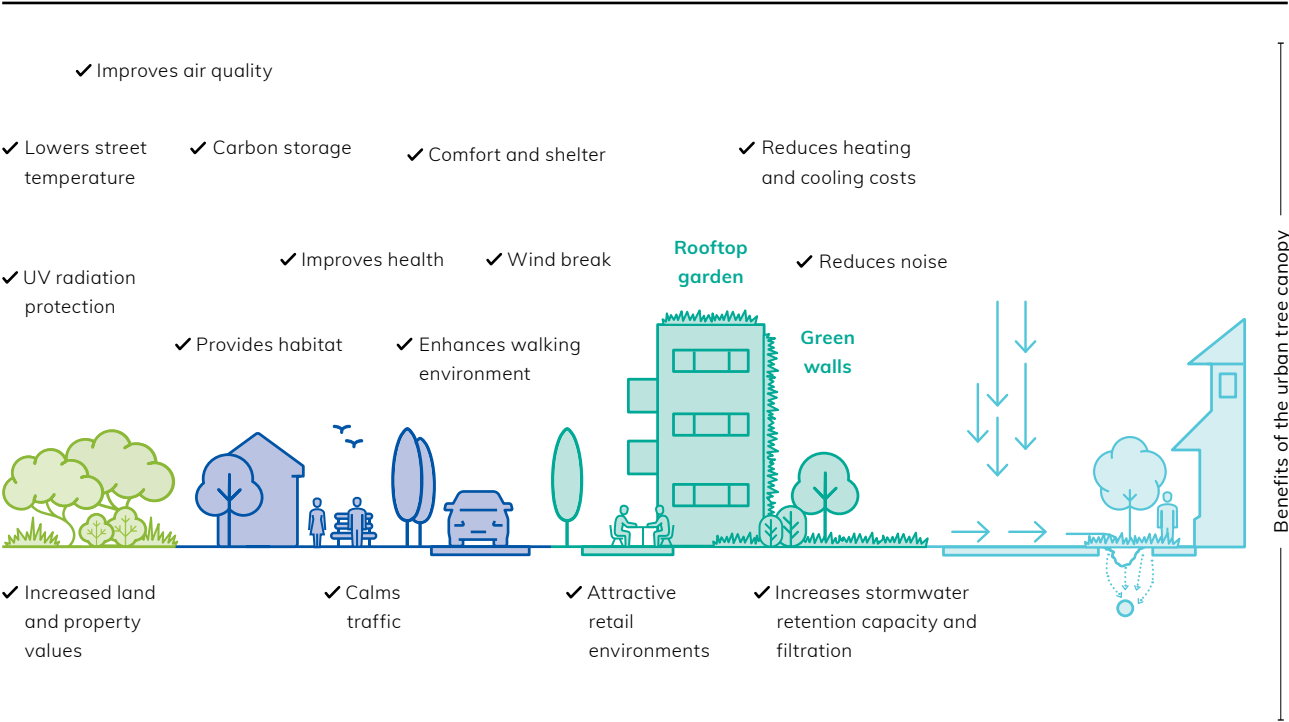 Improves air quality
Lowers street
temperature
Carbon storage
Comfort and shelter
Reduces heating
and cooling costs
UV radiation
protection
Improves health
Wind break
Rooftop
garden
Reduces noise
Provides habitat
Enhances walking
environment
Green
walls
Increased land
and property
values
Calms
traffic
Attractive
retail
environments
Increases stormwater
retention capacity and
filtration
Benefits of the urban tree canopy